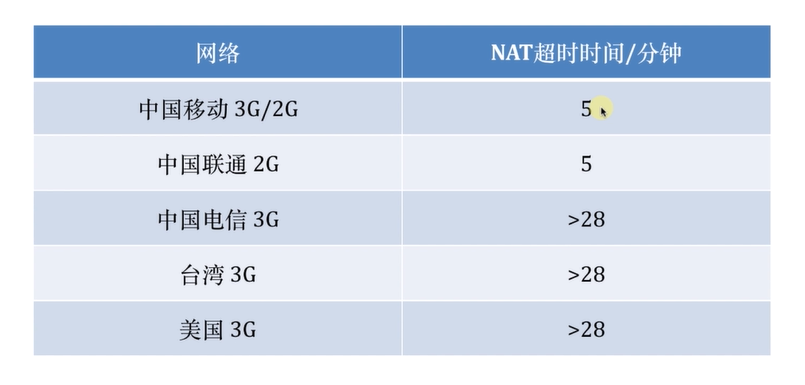 网络 NAT超时时间/分钟
中国移动 3G/2G 5
中国联通 2G 5
中国电信 3G >28
台湾 3G >28
美国 3G >28